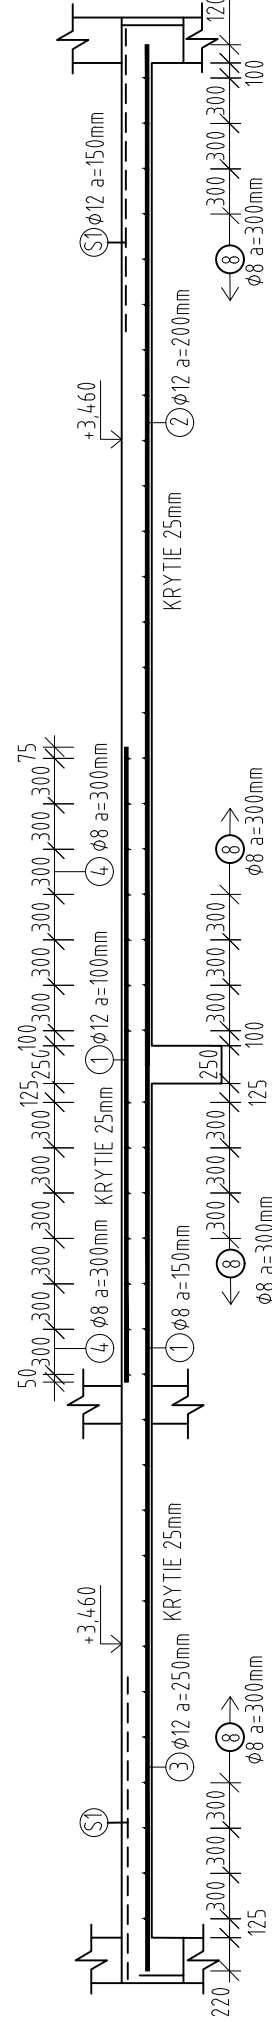 50 300 300 300 300 300 300 125 250 100 300 300 300 300 300 300 75
S1
+3,460
4 ϕ8 a=300mm
KRYTIE 25mm
1 ϕ12 a=100mm
4 ϕ8 a=300mm
+3,460
S1 ϕ12 a=150mm
3 ϕ12 a=250mm
KRYTIE 25mm
1 ϕ8 a=150mm
KRYTIE 25mm
2 ϕ12 a=200mm
220 125 300 300 300
8
ϕ8 a=300mm
8
ϕ8 a=300mm
300 300 300 125 250 100 300 300 300
8
ϕ8 a=300mm
8
ϕ8 a=300mm
300 300 300 100 120